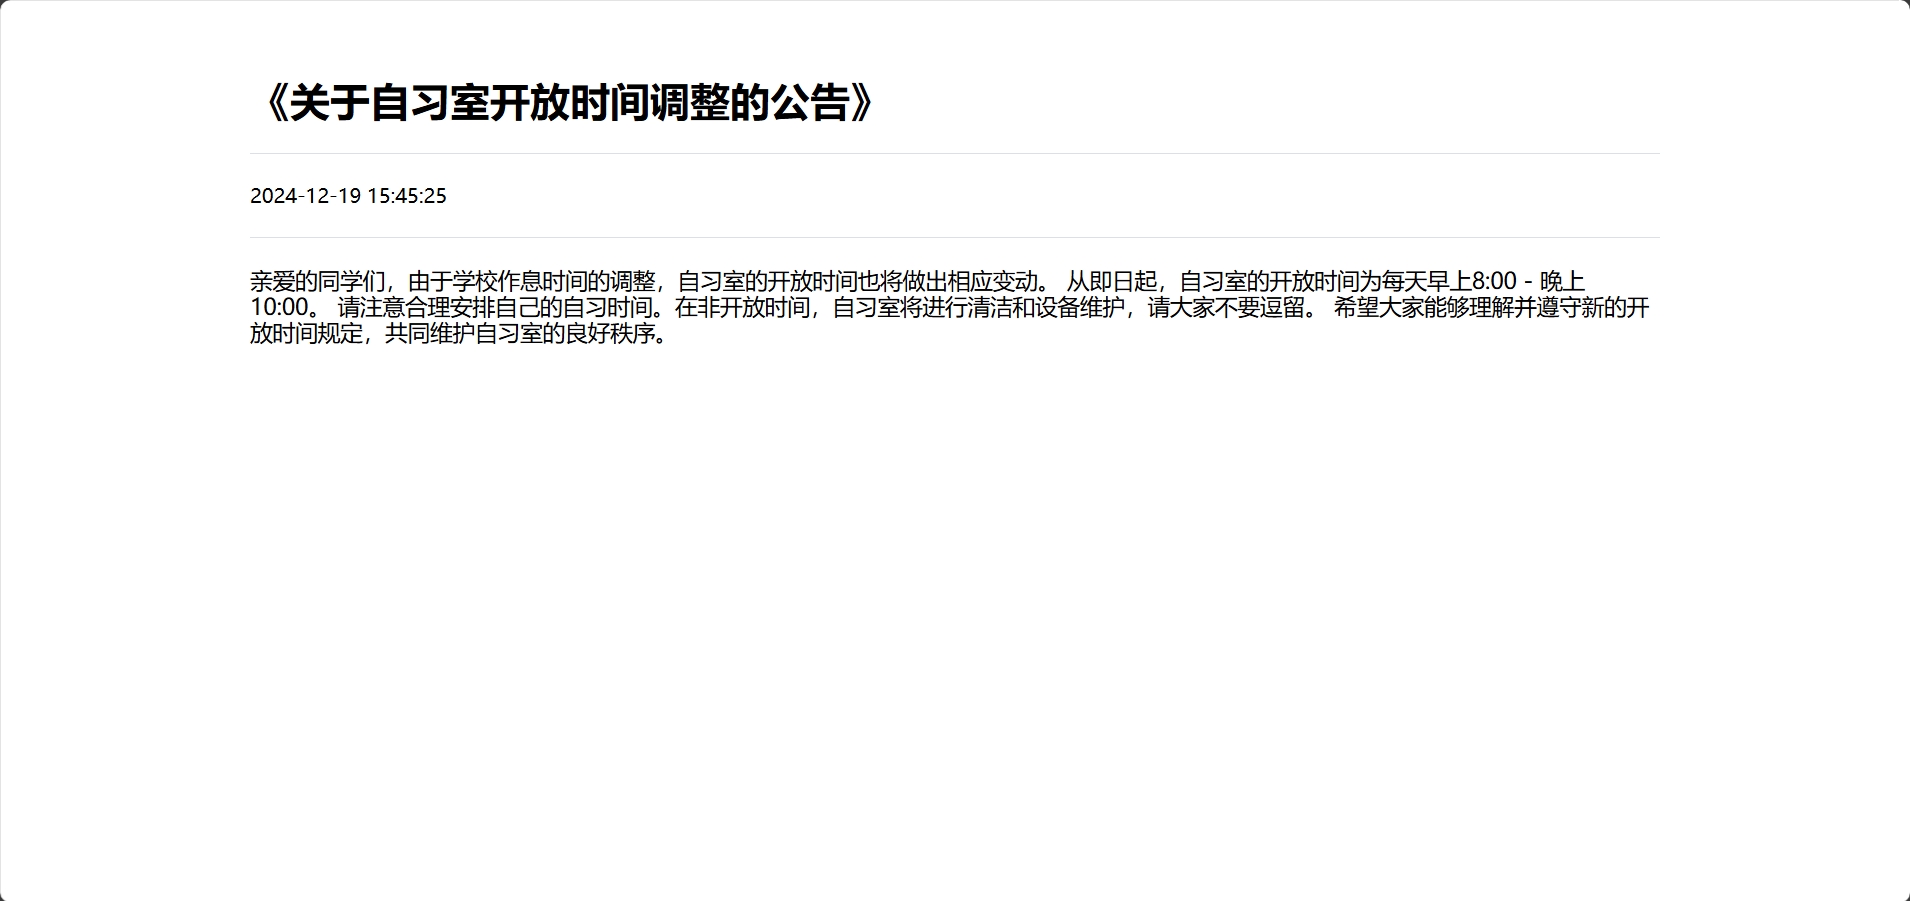 《关于自习室开放时间调整的公告》
2024-12-19 15:45:25
亲爱的同学们，由于学校作息时间的调整，自习室的开放时间也将做出相应变动。 从即日起，自习室的开放时间为每天早上8:00 - 晚上
10:00。 请注意合理安排自己的自习时间。在非开放时间，自习室将进行清洁和设备维护，请大家不要逗留。 希望大家能够理解并遵守新的开
放时间规定，共同维护自习室的良好秩序。